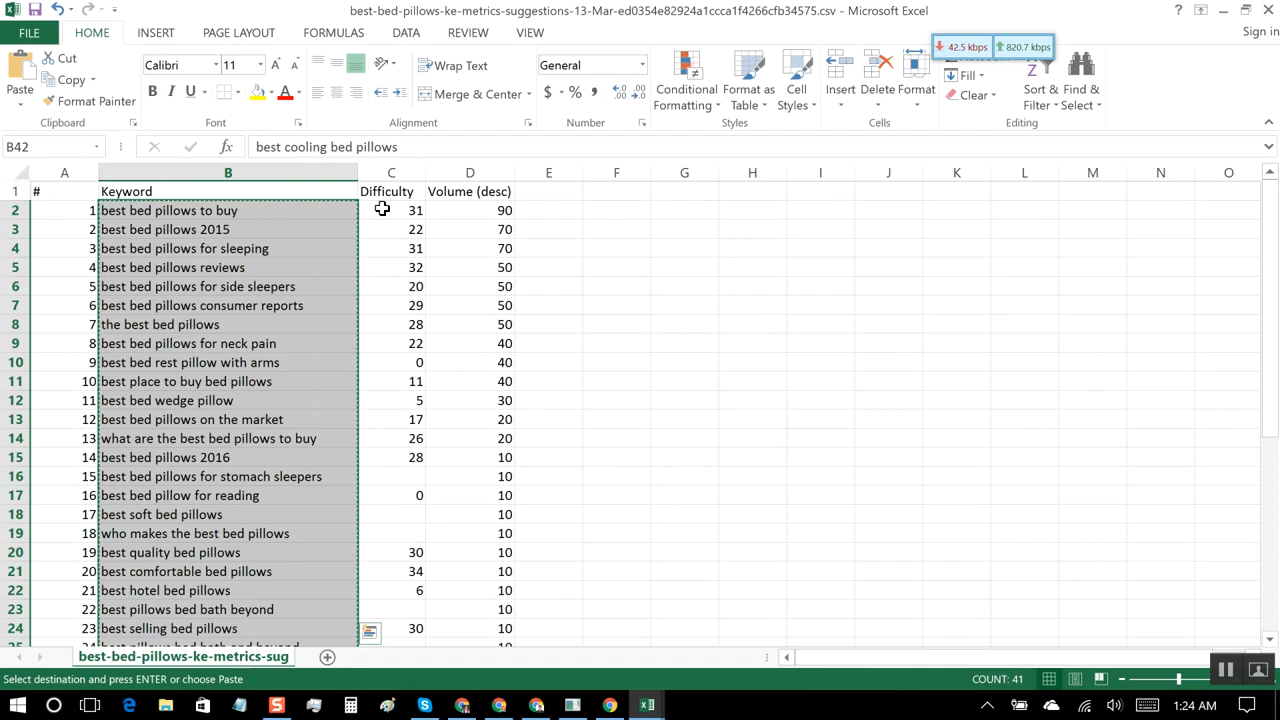 best-bed-pillows-ke-metrics-suggestions-13-Mar-ed0354e82924a1ccca1f4266cfb34575.csv - Microsoft Excel
FILE HOME INSERT PAGE LAYOUT FORMULAS DATA REVIEW VIEW Sign in
42.5 kbps 820.7 kbps
Cut
Copy
Format Painter
Paste
Clipboard
Calibri 11
B I U
Font
Wrap Text
Merge & Center
Alignment
General
$ % ,
Number
Conditional Formatting
Format as Table
Cell Styles
Styles
Insert Delete Format
Cells
Fill
Clear
Sort & Filter
Find & Select
Editing
B42 fx best cooling bed pillows
A B C D E F G H I J K L M N O
1 # Keyword Difficulty Volume (desc)
2 1 best bed pillows to buy 31 90
3 2 best bed pillows 2015 22 70
4 3 best bed pillows for sleeping 31 70
5 4 best bed pillows reviews 32 50
6 5 best bed pillows for side sleepers 20 50
7 6 best bed pillows consumer reports 29 50
8 7 the best bed pillows 28 50
9 8 best bed pillows for neck pain 22 40
10 9 best bed rest pillow with arms 0 40
11 10 best place to buy bed pillows 11 40
12 11 best bed wedge pillow 5 30
13 12 best bed pillows on the market 17 20
14 13 what are the best bed pillows to buy 26 20
15 14 best bed pillows 2016 28 10
16 15 best bed pillows for stomach sleepers 10
17 16 best bed pillow for reading 0 10
18 17 best soft bed pillows 10
19 18 who makes the best bed pillows 10
20 19 best quality bed pillows 30 10
21 20 best comfortable bed pillows 34 10
22 21 best hotel bed pillows 6 10
23 22 best pillows bed bath beyond 10
24 23 best selling bed pillows 30 10
best-bed-pillows-ke-metrics-sug
Select destination and press ENTER or choose Paste COUNT: 41
1:24 AM